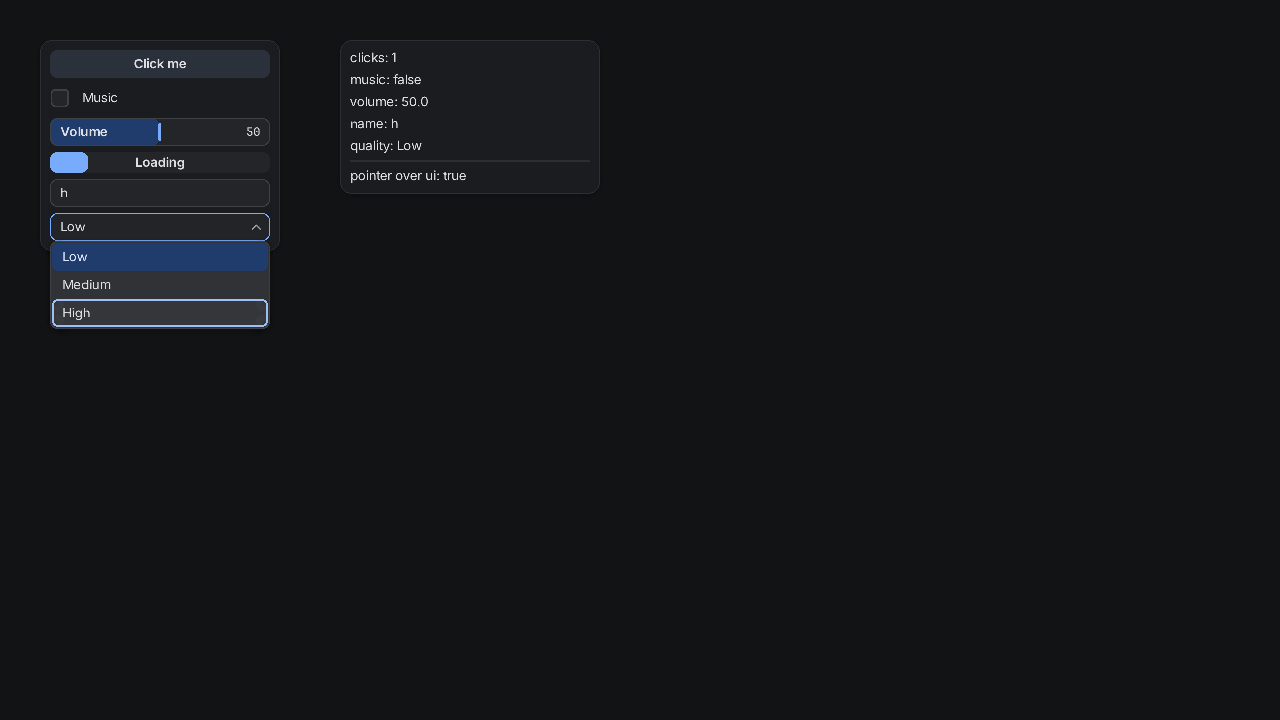 Click me
Music
Volume 50
Loading
h
Low
Low
Medium
High
clicks: 1
music: false
volume: 50.0
name: h
quality: Low
pointer over ui: true